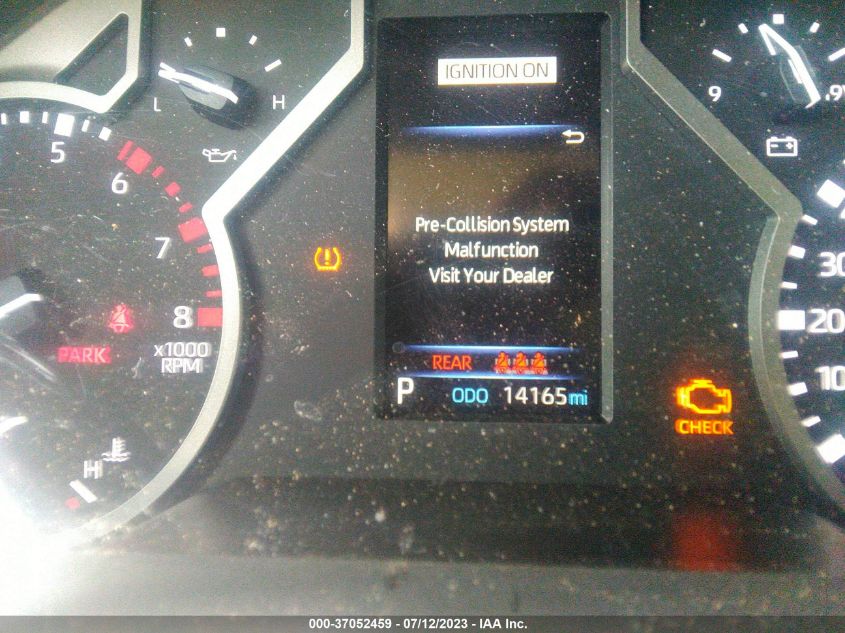 IGNITION ON
L
H
9
5
6
7
8
x1000
RPM
PARK
H
Pre-Collision System
Malfunction
Visit Your Dealer
REAR
P
ODO 14165 mi
CHECK
30
20
10
000-37052459 - 07/12/2023 - IAA Inc.